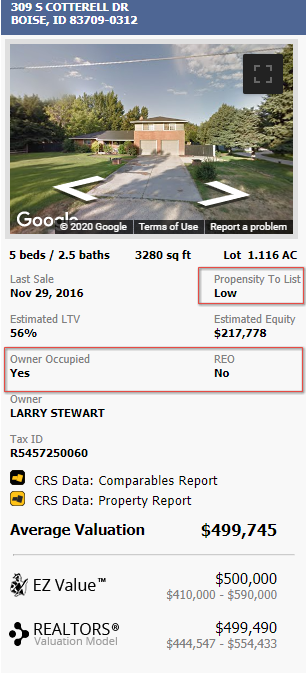 309 S COTTERELL DR
BOISE, ID 83709-0312
Google
© 2020 Google Terms of Use Report a problem
5 beds / 2.5 baths 3280 sq ft Lot 1.116 AC
Last Sale Propensity To List
Nov 29, 2016 Low
Estimated LTV Estimated Equity
56% $217,778
Owner Occupied REO
Yes No
Owner
LARRY STEWART
Tax ID
R5457250060
CRS Data: Comparables Report
CRS Data: Property Report
Average Valuation $499,745
EZ Value™ $500,000
$410,000 - $590,000
REALTORS® $499,490
Valuation Model $444,547 - $554,433